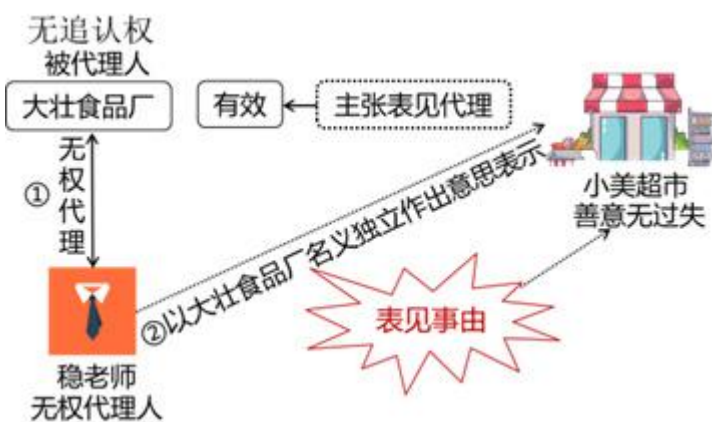 无追认权
被代理人
大壮食品厂
有效
主张表见代理
①
无权代理
②以大壮食品厂名义独立作出意思表示
小美超市
善意无过失
表见事由
稳老师
无权代理人